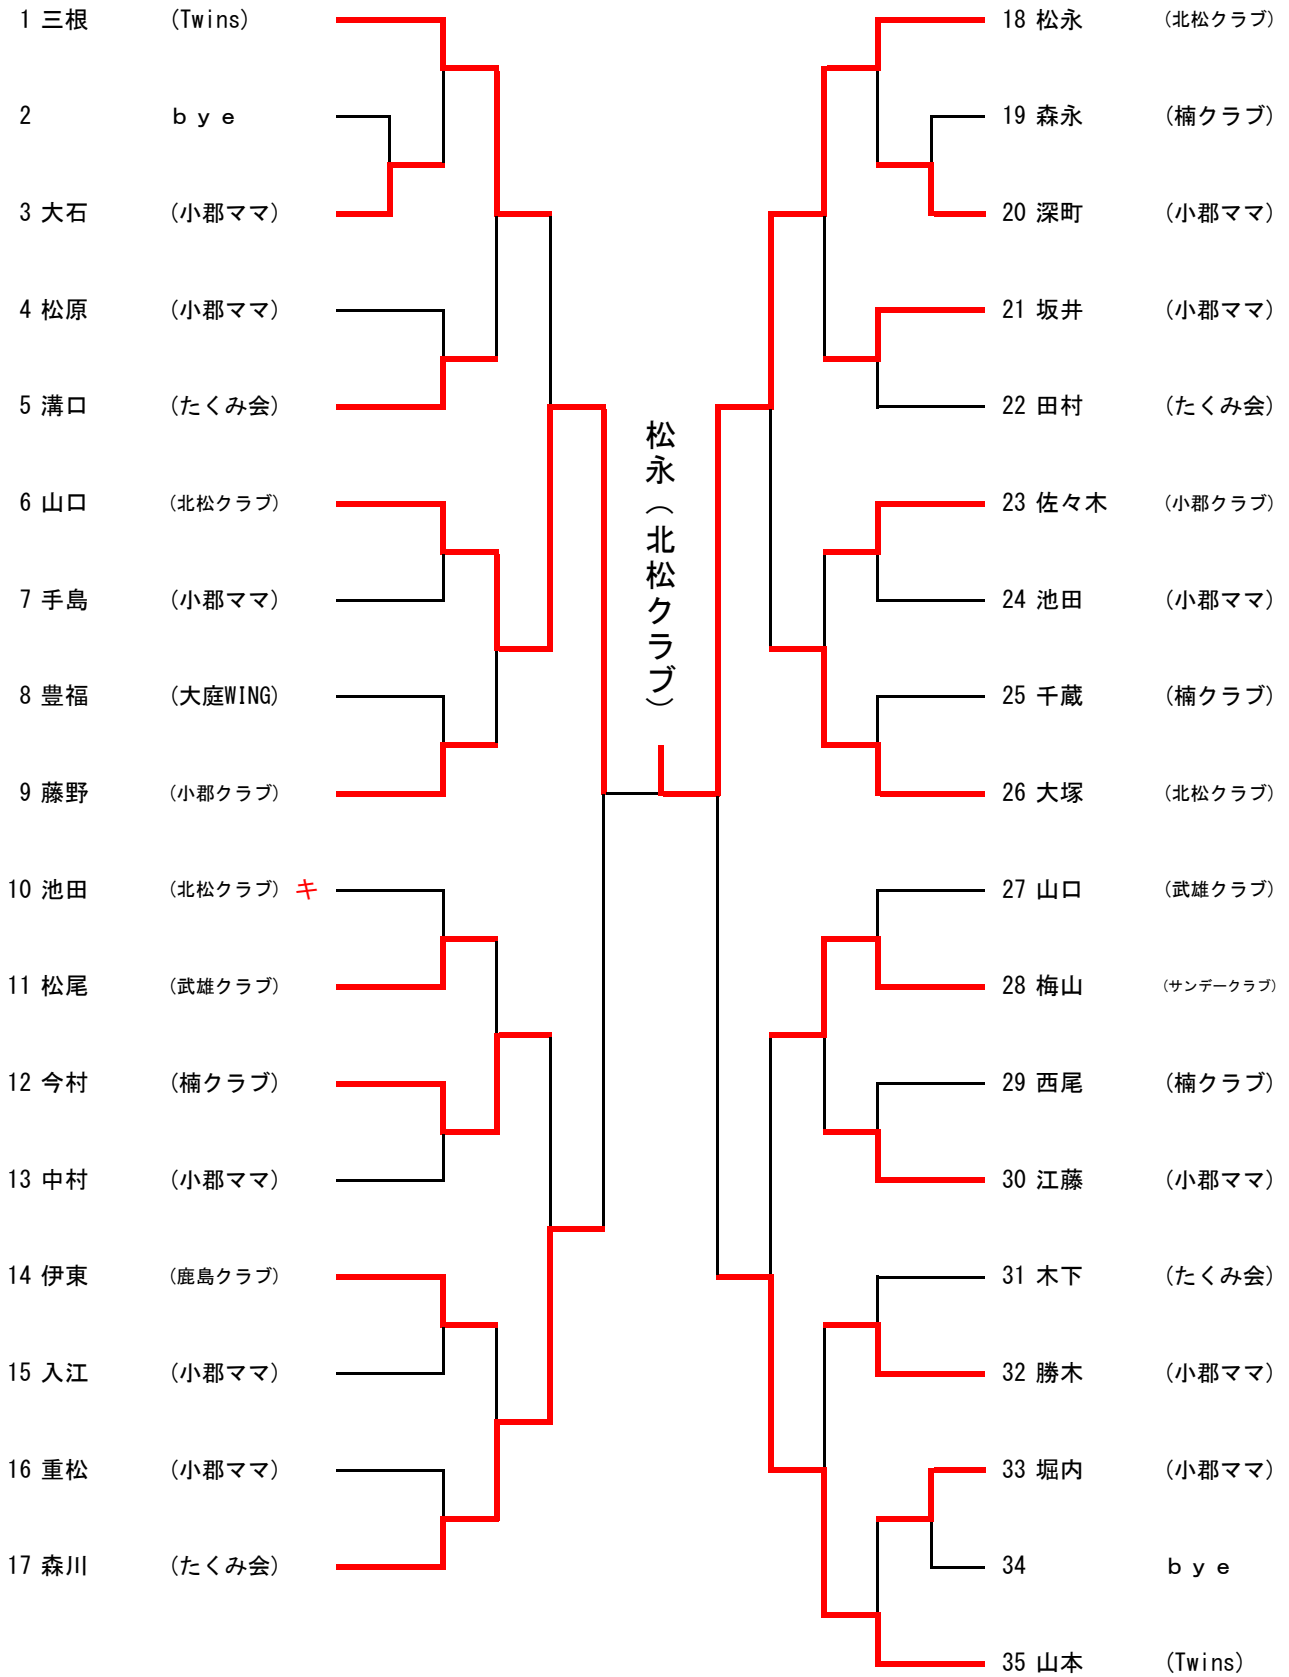 1 三根 (Twins)
2 ｂｙｅ
3 大石 (小郡ママ)
4 松原 (小郡ママ)
5 溝口 (たくみ会)
6 山口 (北松クラブ)
7 手島 (小郡ママ)
8 豊福 (大庭WING)
9 藤野 (小郡クラブ)
10 池田 (北松クラブ) キ
11 松尾 (武雄クラブ)
12 今村 (楠クラブ)
13 中村 (小郡ママ)
14 伊東 (鹿島クラブ)
15 入江 (小郡ママ)
16 重松 (小郡ママ)
17 森川 (たくみ会)
松永（北松クラブ）
18 松永 (北松クラブ)
19 森永 (楠クラブ)
20 深町 (小郡ママ)
21 坂井 (小郡ママ)
22 田村 (たくみ会)
23 佐々木 (小郡クラブ)
24 池田 (小郡ママ)
25 千蔵 (楠クラブ)
26 大塚 (北松クラブ)
27 山口 (武雄クラブ)
28 梅山 (サンデークラブ)
29 西尾 (楠クラブ)
30 江藤 (小郡ママ)
31 木下 (たくみ会)
32 勝木 (小郡ママ)
33 堀内 (小郡ママ)
34 ｂｙｅ
35 山本 (Twins)